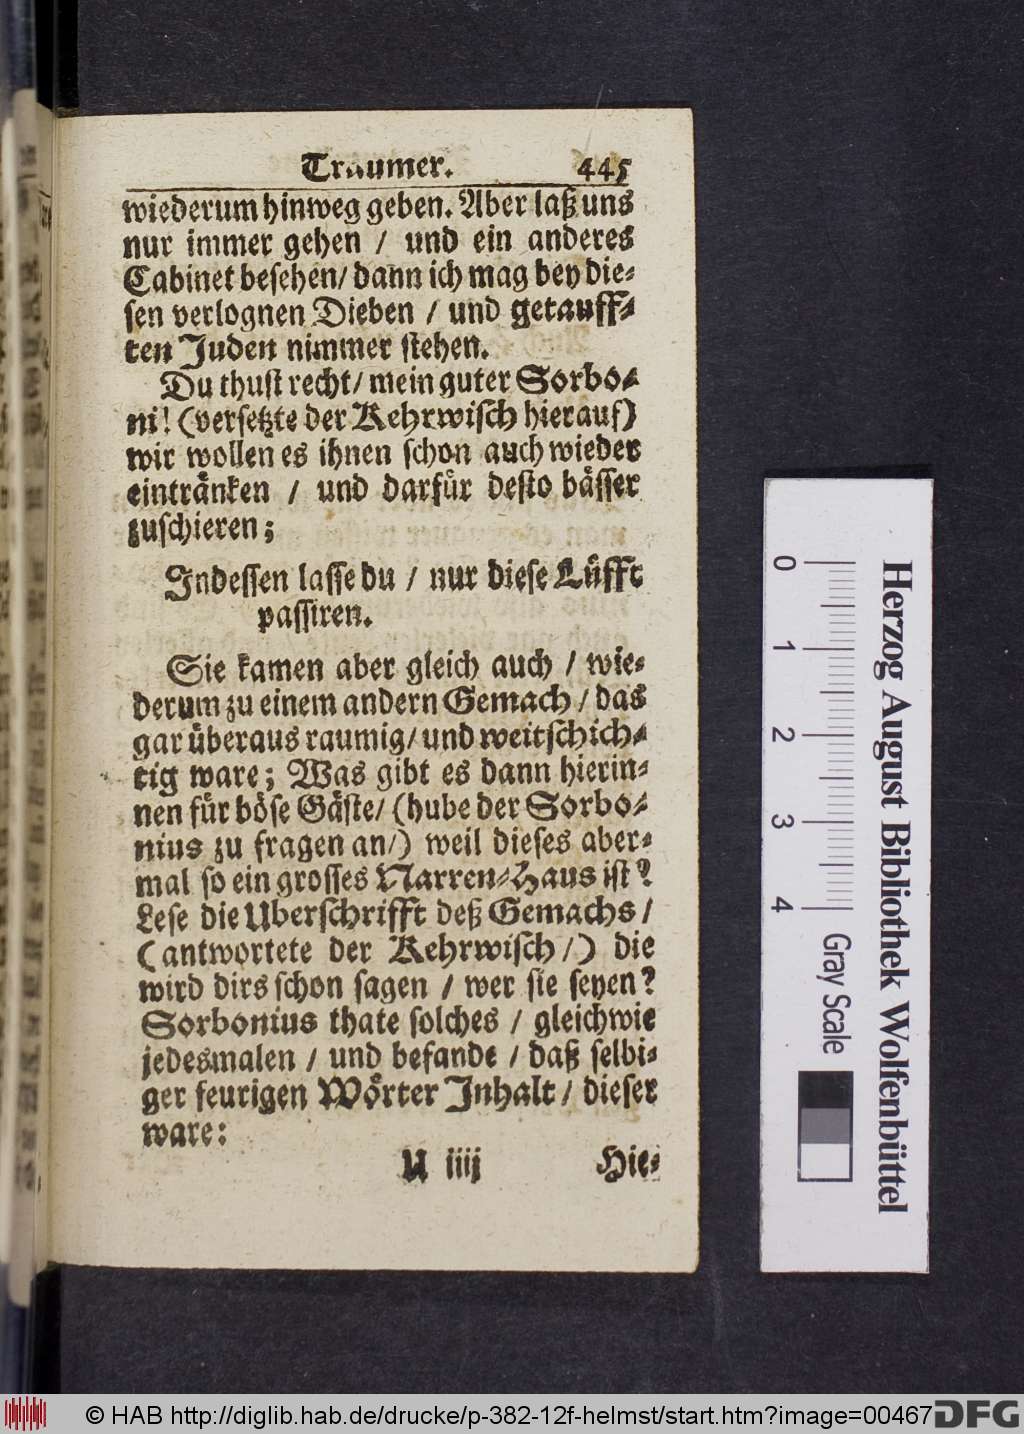 Traumer. 445
wiederum hinweg geben. Aber laß uns
nur immer gehen / und ein anderes
Cabinet besehen / dann ich mag bey die-
sen verlognen Dieben / und getauff-
ten Juden nimmer stehen.
Du thust recht / mein guter Sorbo-
ni! (versetzte der Kehrwisch hierauf)
wir wollen es ihnen schon auch wieder
eintränken / und darfür desto bässer
zuschieren;
Indessen lasse du / nur diese Lüfft
passiren.
Sie kamen aber gleich auch / wie-
derum zu einem andern Gemach / das
gar überaus raumig / und weitschich-
tig ware; Was gibt es dann hierin-
nen für böse Gäste / (hube der Sorbo-
nius zu fragen an /) weil dieses aber-
mal so ein grosses Narren-Haus ist?
Lese die Uberschrifft deß Gemachs /
(antwortete der Kehrwisch /) die
wird dirs schon sagen / wer sie seyen?
Sorbonius thate solches / gleichwie
jedesmalen / und befande / daß selbi-
ger feurigen Wörter Inhalt / dieser
ware:
U iiij Hie-
0 1 2 3 4 Gray Scale
Herzog August Bibliothek Wolfenbüttel
© HAB http://diglib.hab.de/drucke/p-382-12f-helmst/start.htm?image=00467
DFG